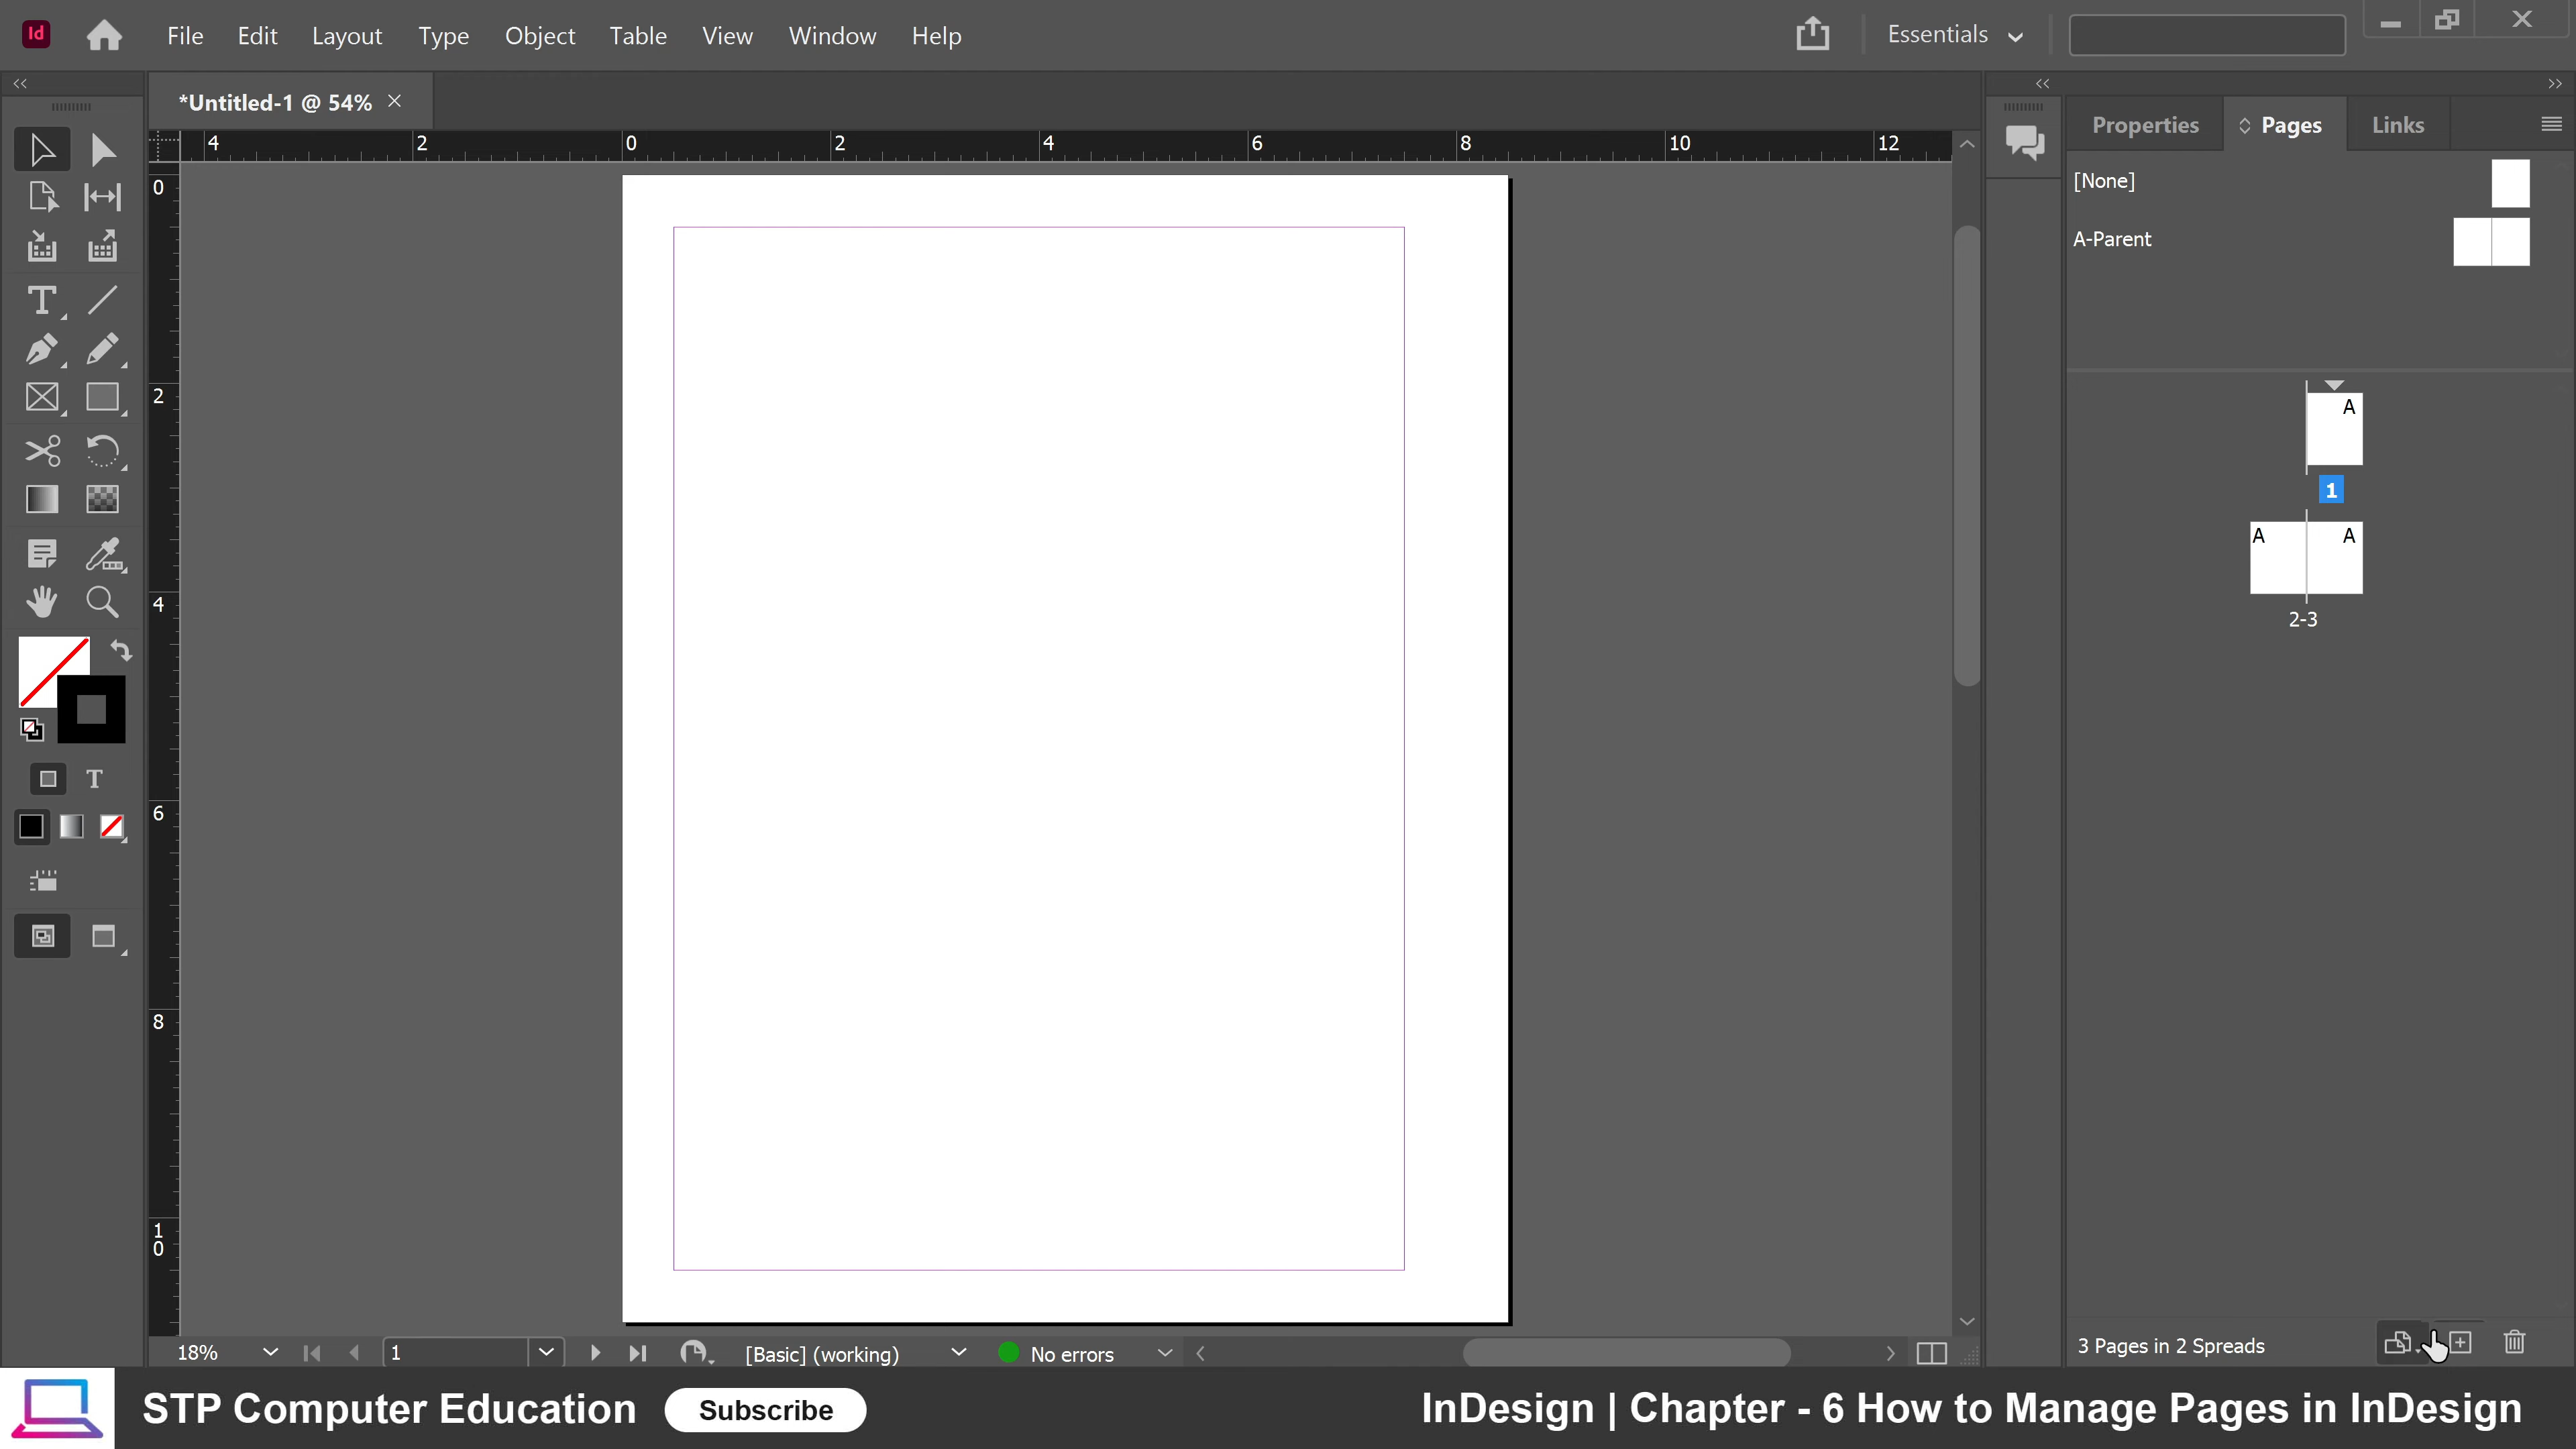 Id File Edit Layout Type Object Table View Window Help Essentials
*Untitled-1 @ 54%
Properties Pages Links
4 2 0 2 4 6 8 10 12
[None]
A-Parent
0
2
4
6
8
10
A
1
A A
2-3
T
T
18% 1 [Basic] (working) No errors
3 Pages in 2 Spreads
STP Computer Education Subscribe InDesign | Chapter - 6 How to Manage Pages in InDesign